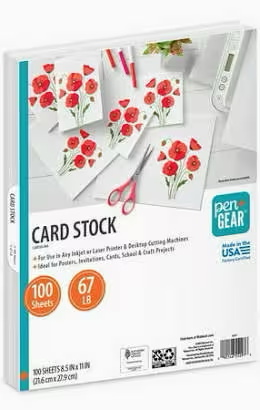 CARD STOCK
• For Use in Any Inkjet or Laser Printer & Desktop Cutting Machines
• Ideal for Posters, Invitations, Cards, School & Craft Projects
pen+
GEAR
Made in the
USA
100
Sheets
67
LB
100 SHEETS 8.5 IN X 11 IN
(21.6 cm x 27.9 cm)
CARD STOCK